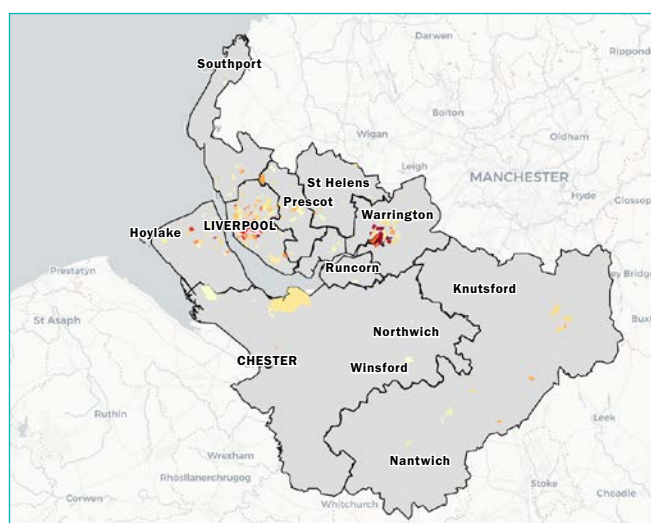 Darwen
Southport
Rippond
Bolton
Wigan
Oldham
Leigh
St Helens
MANCHESTER
Prescot
Hyde
Glossop
Hoylake
LIVERPOOL
Warrington
Prestatyn
Runcorn
ey Bridge
Knutsford
St Asaph
Northwich
Buxt
CHESTER
Winsford
Ruthin
Leek
Wrexham
Nantwich
Rhosllanerchrugog
Stoke
Cheadle
Corwen
Whitchurch